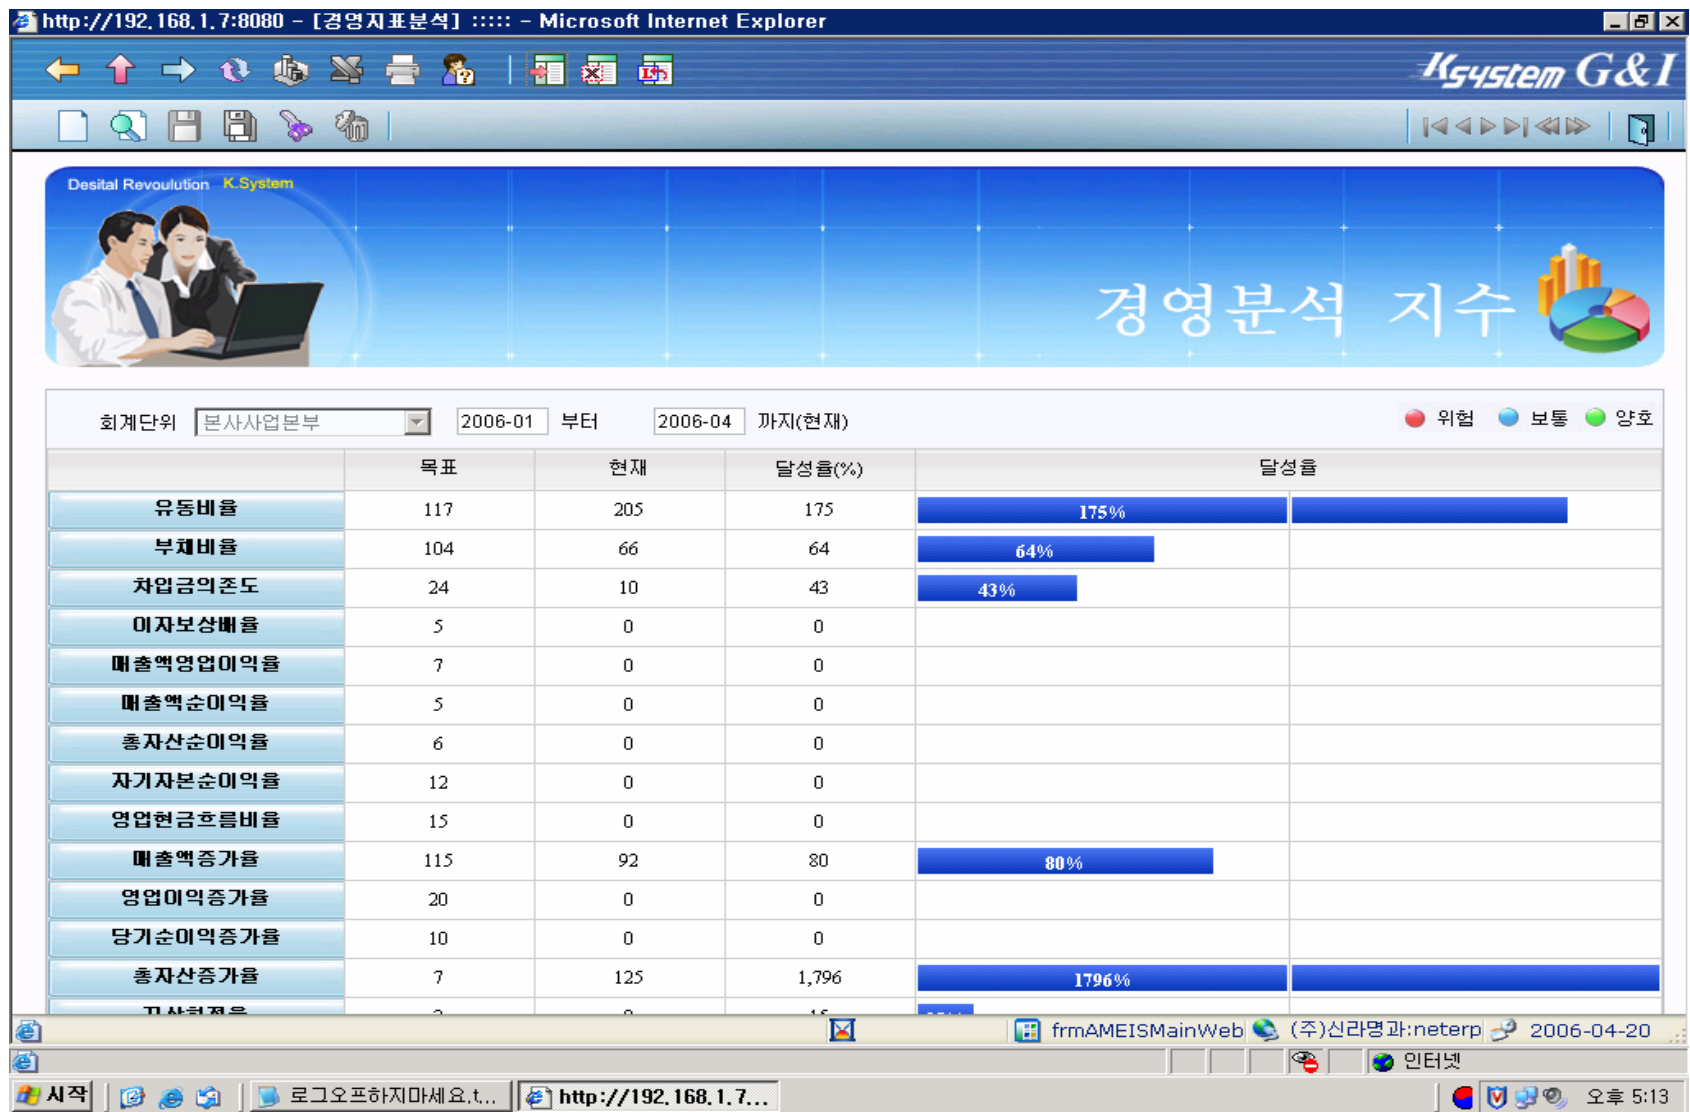 http://192.168.1.7:8080 - [경영지표분석] ::::: - Microsoft Internet Explorer
Ksystem G&I
Desital Revoulution K.System
경영분석 지수
회계단위 본사사업본부 2006-01 부터 2006-04 까지(현재) 위험 보통 양호
목표 현재 달성율(%) 달성율
유동비율 117 205 175 175%
부채비율 104 66 64 64%
차입금의존도 24 10 43 43%
이자보상배율 5 0 0
매출액영업이익율 7 0 0
매출액순이익율 5 0 0
총자산순이익율 6 0 0
자기자본순이익율 12 0 0
영업현금흐름비율 15 0 0
매출액증가율 115 92 80 80%
영업이익증가율 20 0 0
당기순이익증가율 10 0 0
총자산증가율 7 125 1,796 1796%
frmAMEISMainWeb (주)신라명과:neterp 2006-04-20
인터넷
시작 로그오프하지마세요.t... http://192.168.1.7... 오후 5:13